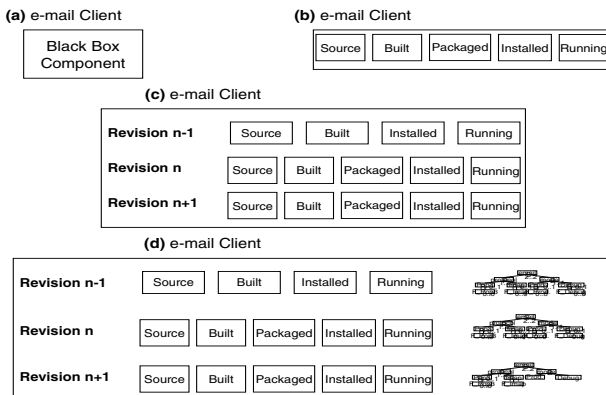 (a) e-mail Client
Black Box
Component
(b) e-mail Client
Source Built Packaged Installed Running
(c) e-mail Client
Revision n-1 Source Built Installed Running
Revision n Source Built Packaged Installed Running
Revision n+1 Source Built Packaged Installed Running
(d) e-mail Client
Revision n-1 Source Built Installed Running
Revision n Source Built Packaged Installed Running
Revision n+1 Source Built Packaged Installed Running